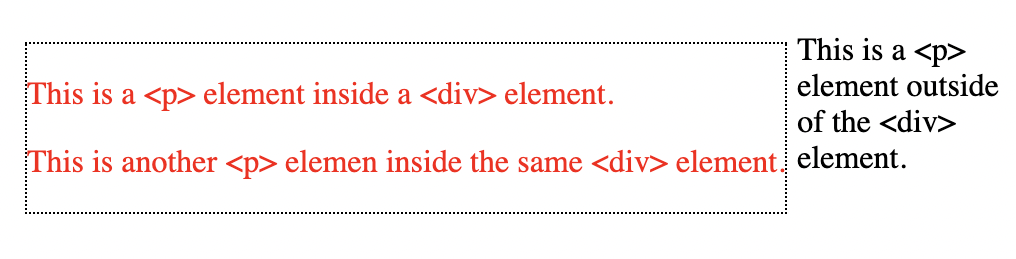 This is a <p> element inside a <div> element.
This is another <p> elemen inside the same <div> element.
This is a <p>
element outside
of the <div>
element.